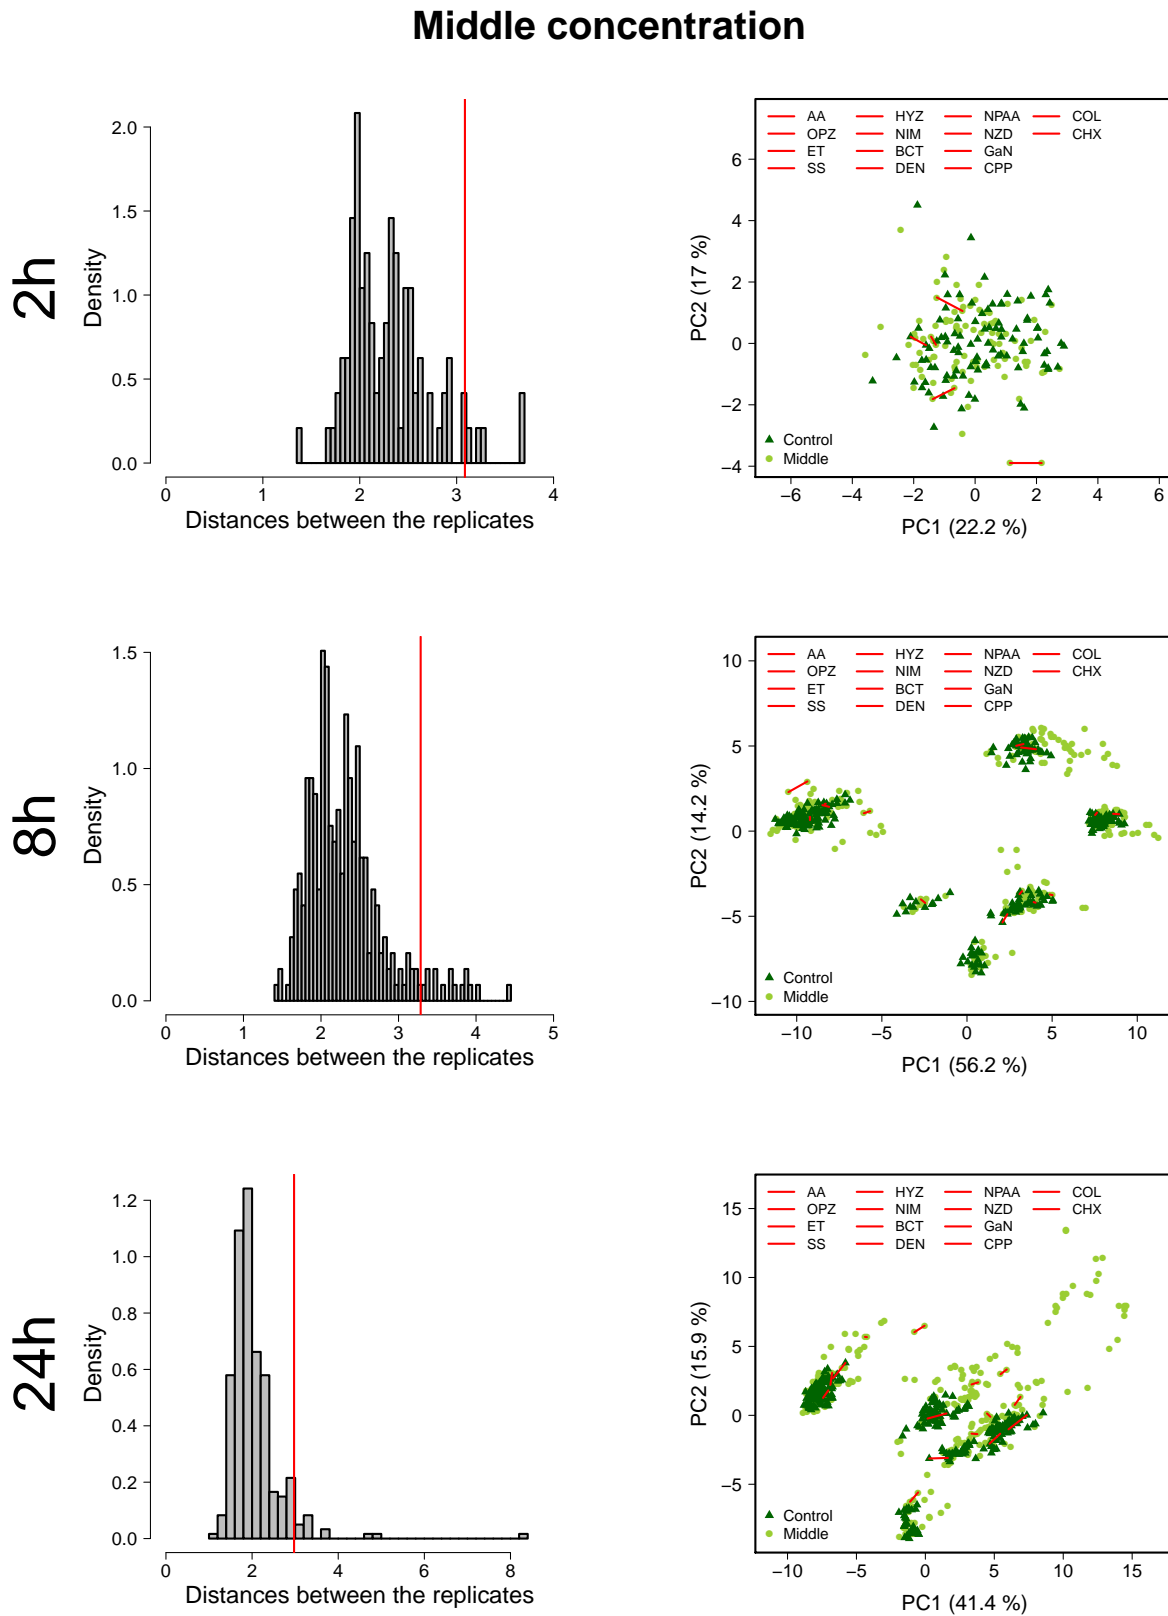 Middle concentration
2h
Density
0.0 0.5 1.0 1.5 2.0
0 1 2 3 4
Distances between the replicates
AA HYZ NPAA COL
OPZ NIM NZD CHX
ET BCT GaN
SS DEN CPP
PC2 (17 %)
−4 −2 0 2 4 6
Control
Middle
−6 −4 −2 0 2 4 6
PC1 (22.2 %)
8h
Density
0.0 0.5 1.0 1.5
0 1 2 3 4 5
Distances between the replicates
AA HYZ NPAA COL
OPZ NIM NZD CHX
ET BCT GaN
SS DEN CPP
PC2 (14.2 %)
−10 −5 0 5 10
Control
Middle
−10 −5 0 5 10
PC1 (56.2 %)
24h
Density
0.0 0.2 0.4 0.6 0.8 1.0 1.2
0 2 4 6 8
Distances between the replicates
AA HYZ NPAA COL
OPZ NIM NZD CHX
ET BCT GaN
SS DEN CPP
PC2 (15.9 %)
−5 0 5 10 15
Control
Middle
−10 −5 0 5 10 15
PC1 (41.4 %)